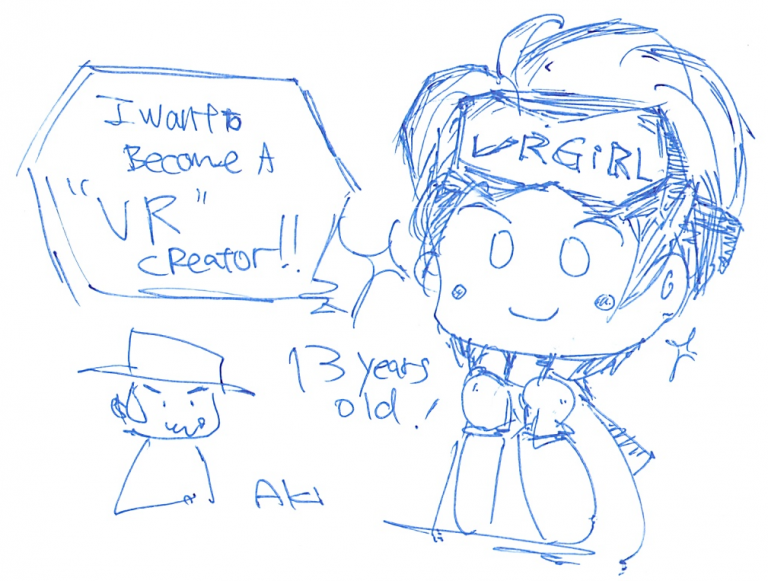 I want to
Become A
"VR"
creator!!
VRGiRL
13 years
old!
AKi